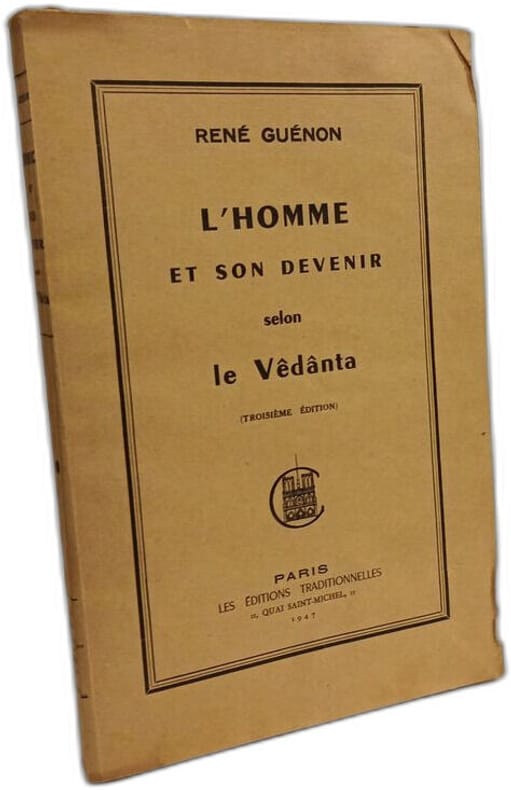 RENÉ GUÉNON
L'HOMME
ET SON DEVENIR
selon
le Vêdânta
(TROISIÈME ÉDITION)
PARIS
LES ÉDITIONS TRADITIONNELLES
11, QUAI SAINT-MICHEL, 11
1947